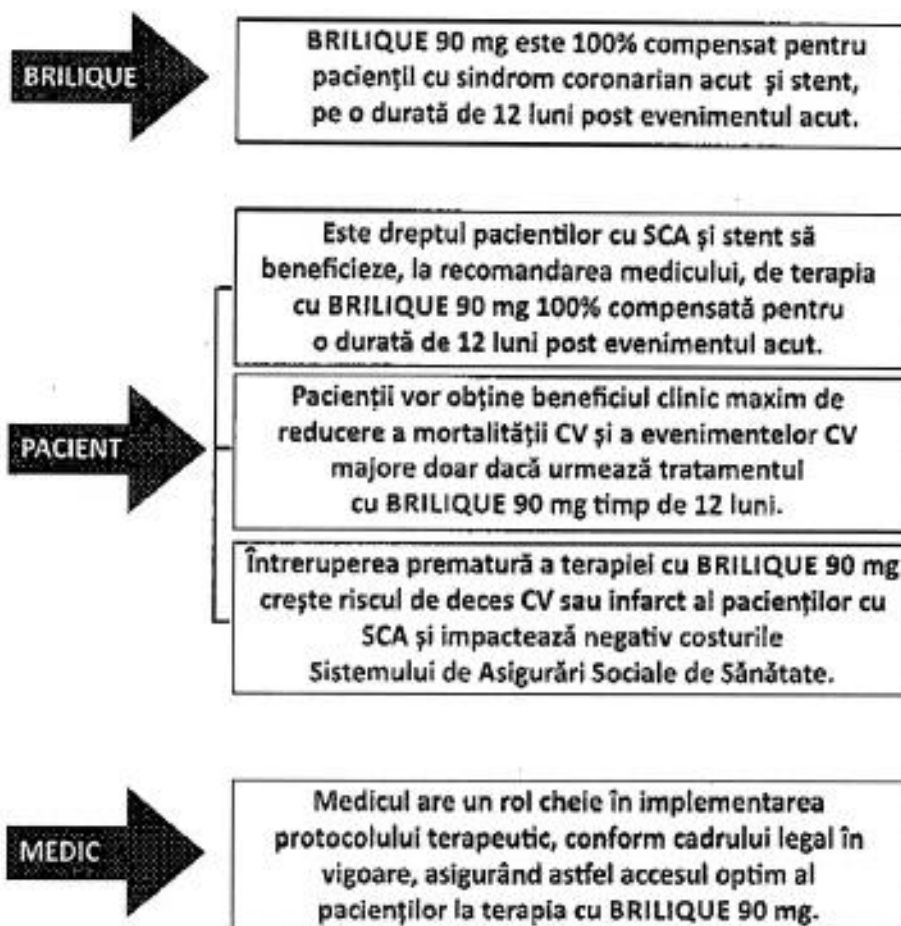 BRILIQUE
BRILIQUE 90 mg este 100% compensat pentru
pacienții cu sindrom coronarian acut și stent,
pe o durată de 12 luni post evenimentul acut.
PACIENT
Este dreptul pacientilor cu SCA și stent să
beneficieze, la recomandarea medicului, de terapia
cu BRILIQUE 90 mg 100% compensată pentru
o durată de 12 luni post evenimentul acut.
Pacienții vor obține beneficiul clinic maxim de
reducere a mortalității CV și a evenimentelor CV
majore doar dacă urmează tratamentul
cu BRILIQUE 90 mg timp de 12 luni.
Întreruperea prematură a terapiei cu BRILIQUE 90 mg
crește riscul de deces CV sau infarct al pacienților cu
SCA și impactează negativ costurile
Sistemului de Asigurări Sociale de Sănătate.
MEDIC
Medicul are un rol cheie în implementarea
protocolului terapeutic, conform cadrului legal în
vigoare, asigurând astfel accesul optim al
pacienților la terapia cu BRILIQUE 90 mg.